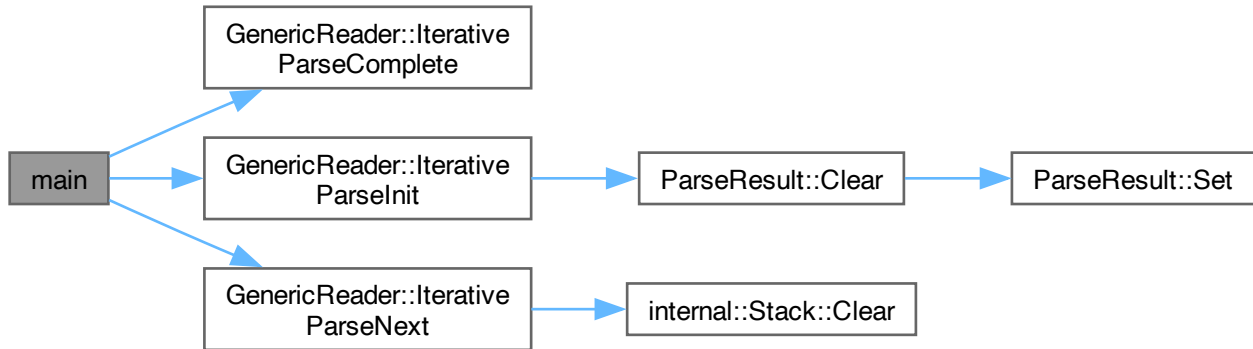 GenericReader::Iterative
ParseComplete
main
GenericReader::Iterative
ParseInit
ParseResult::Clear
ParseResult::Set
GenericReader::Iterative
ParseNext
internal::Stack::Clear